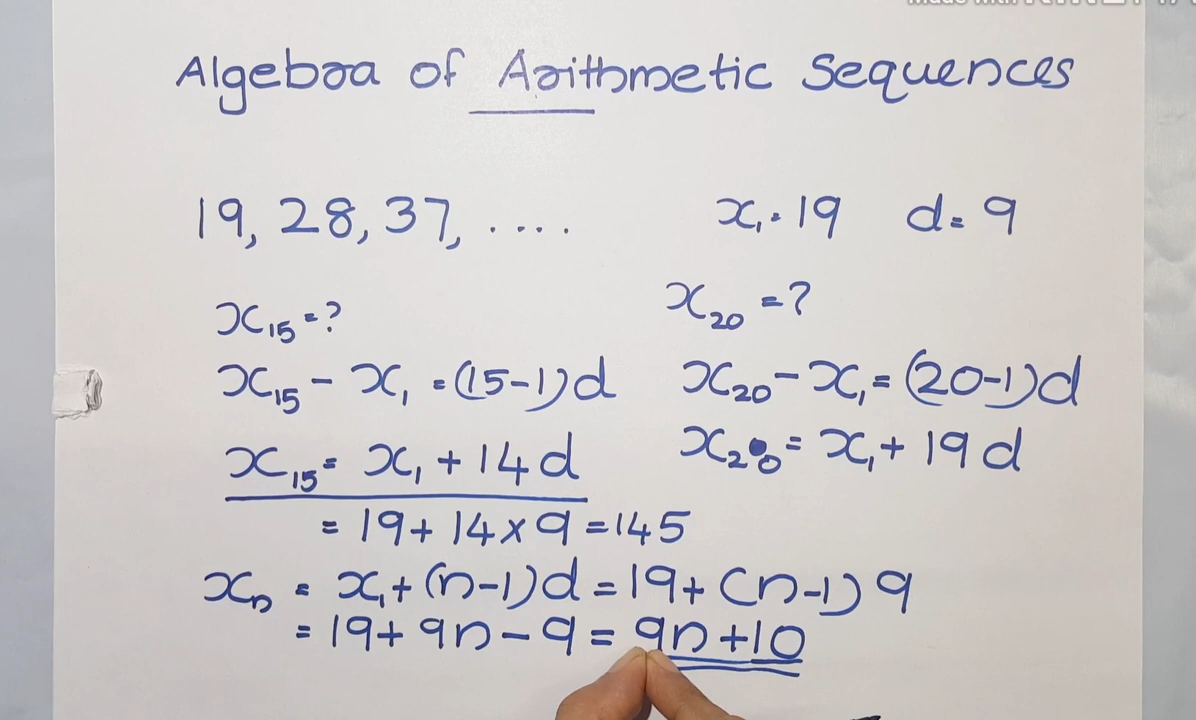 Algebra of Arithmetic Sequences
19, 28, 37, .... x₁ = 19 d = 9
x₁₅ = ? x₂₀ = ?
x₁₅ - x₁ = (15-1)d x₂₀ - x₁ = (20-1)d
x₁₅ = x₁ + 14d x₂₀ = x₁ + 19d
= 19 + 14 x 9 = 145
xₙ = x₁ + (n-1)d = 19 + (n-1)9
= 19 + 9n - 9 = 9n + 10